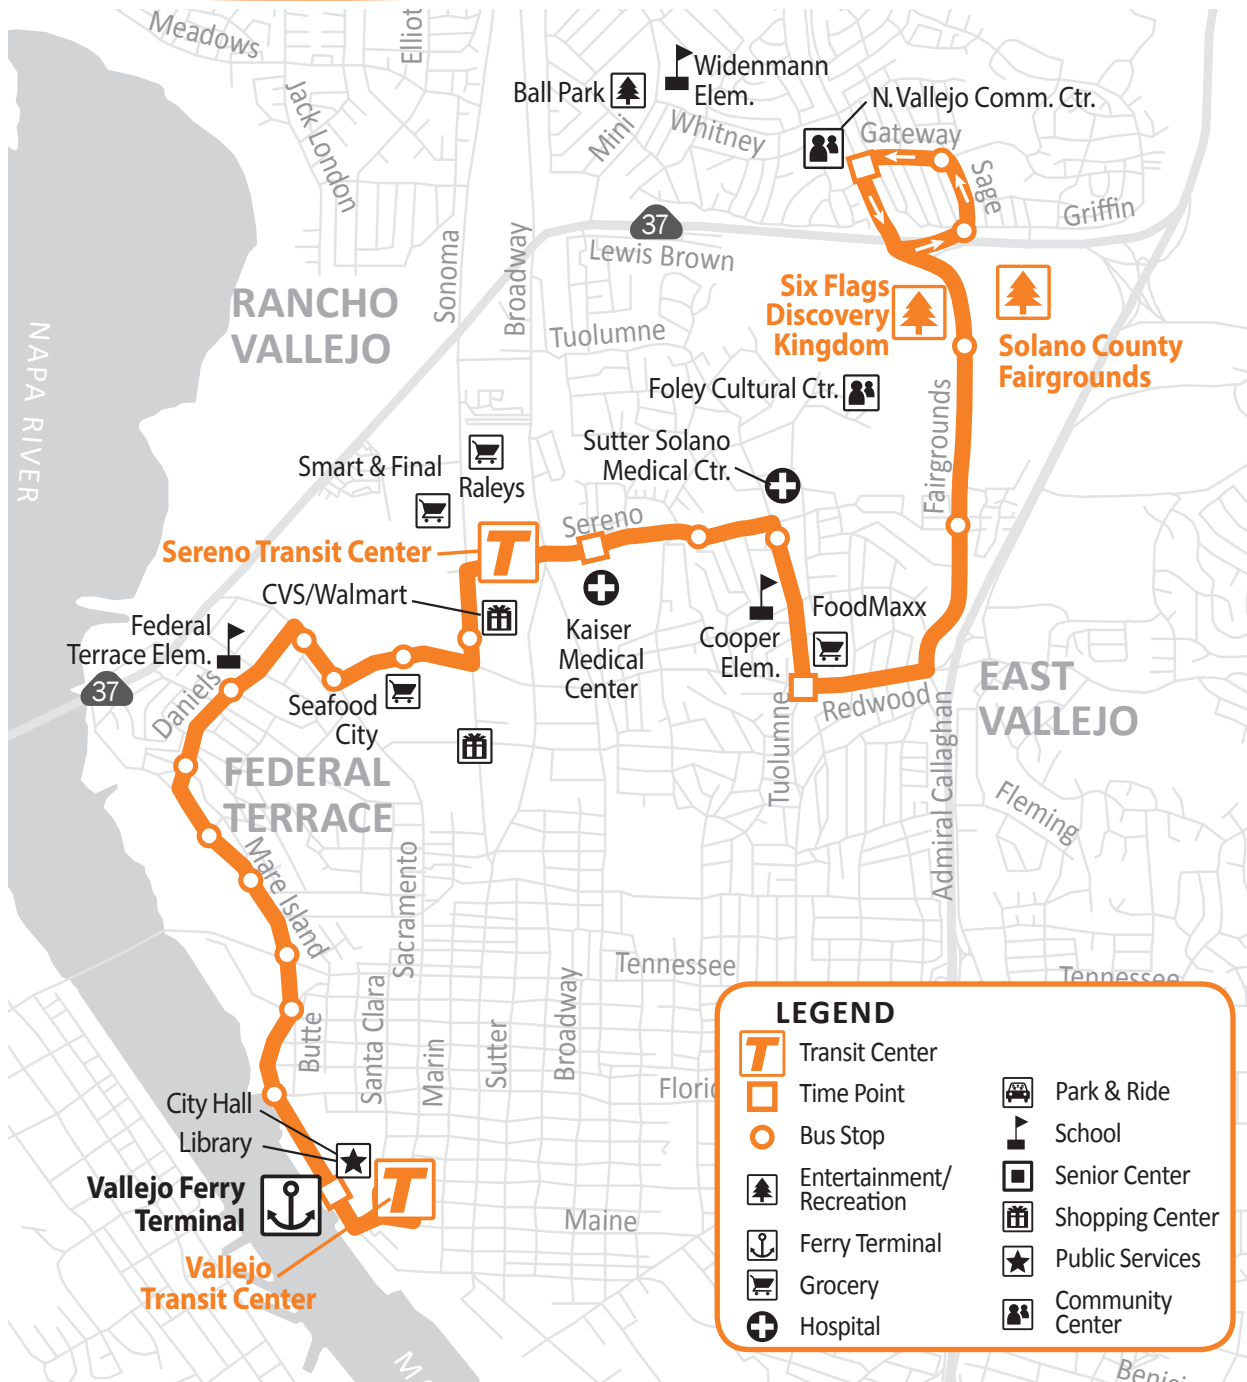 Meadows
Elliot
Jack London
Ball Park
Widenmann
Elem.
Mini
Whitney
N. Vallejo Comm. Ctr.
Gateway
Sage
Griffin
37
Lewis Brown
Sonoma
Broadway
RANCHO
VALLEJO
NAPA RIVER
Tuolumne
Six Flags
Discovery
Kingdom
Solano County
Fairgrounds
Foley Cultural Ctr.
Fairgrounds
Sutter Solano
Medical Ctr.
Smart & Final
Raleys
Sereno
T
Sereno Transit Center
CVS/Walmart
Federal
Terrace Elem.
Kaiser
Medical
Center
Cooper
Elem.
FoodMaxx
37
Daniels
Seafood
City
Redwood
EAST
VALLEJO
Tuolumne
Admiral Callaghan
Fleming
FEDERAL
TERRACE
Mare Island
Sacramento
Tennessee
Tennessee
Butte
Santa Clara
Marin
Sutter
Broadway
Florid
City Hall
Library
Vallejo Ferry
Terminal
T
Maine
Vallejo
Transit Center
LEGEND
T
Transit Center
Time Point
Bus Stop
Entertainment/
Recreation
Ferry Terminal
Grocery
Hospital
Park & Ride
School
Senior Center
Shopping Center
Public Services
Community
Center